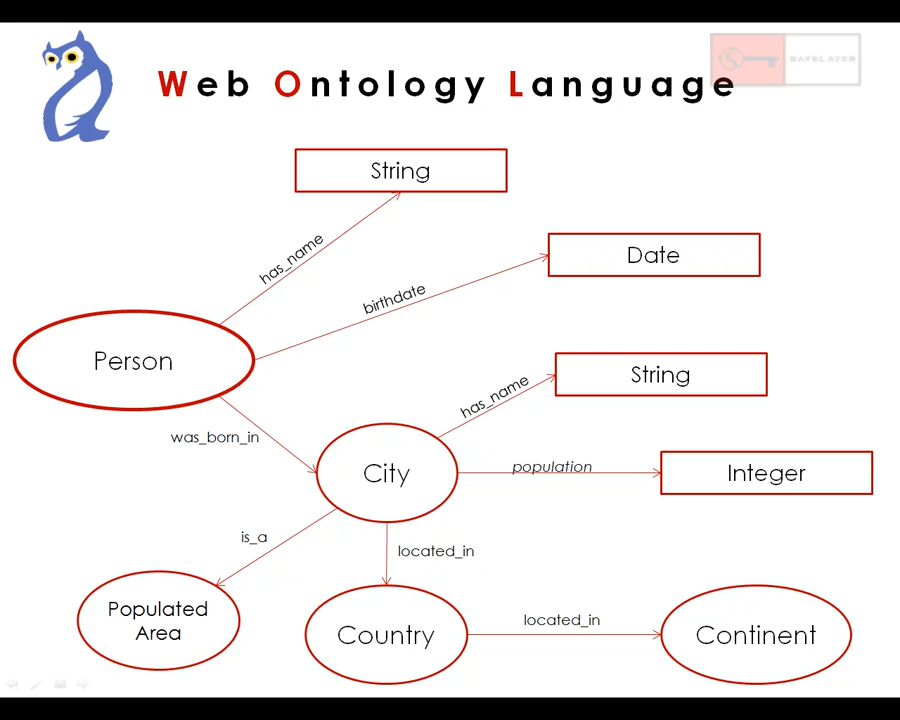 Web Ontology Language
SAFELAYER
String
has_name
Date
birthdate
Person
String
has_name
was_born_in
City
population
Integer
is_a
located_in
Populated
Area
Country
located_in
Continent